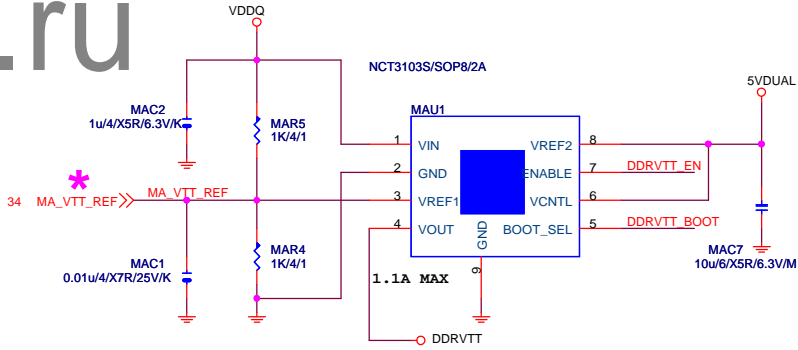 .ru
VDDQ
NCT3103S/SOP8/2A
5VDUAL
MAC2
1u/4/X5R/6.3V/K
MAR5
1K/4/1
MAU1
1 VIN VREF2 8
2 GND ENABLE 7 DDRVTT_EN
34 MA_VTT_REF * MA_VTT_REF 3 VREF1 VCNTL 6
4 VOUT BOOT_SEL 5 DDRVTT_BOOT
GND
9
MAC1
0.01u/4/X7R/25V/K
MAR4
1K/4/1
1.1A MAX
MAC7
10u/6/X5R/6.3V/M
DDRVTT